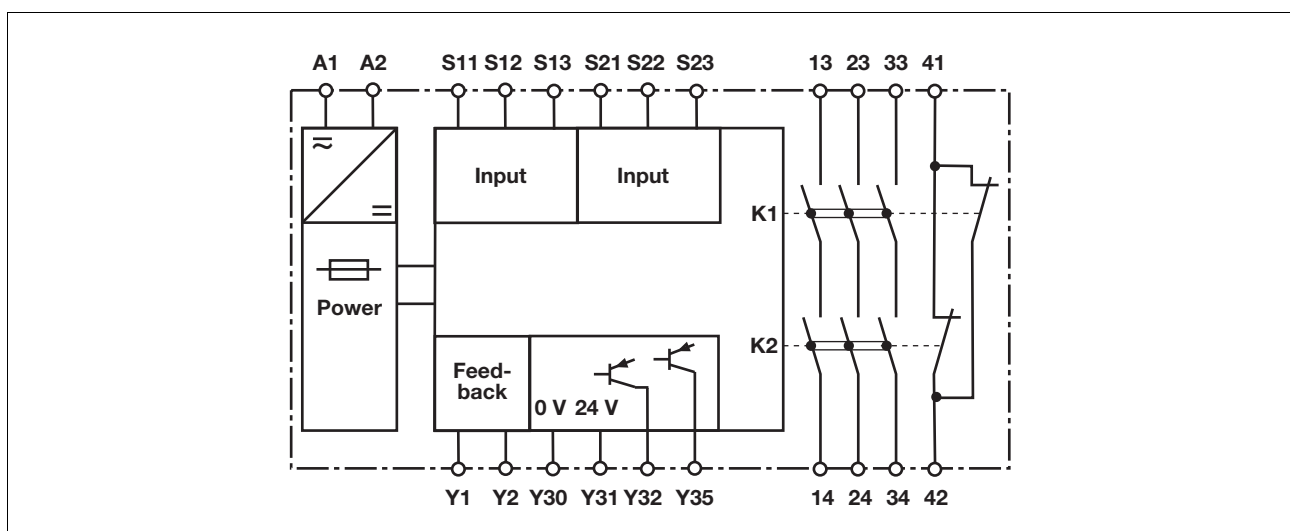 A1 A2 S11 S12 S13 S21 S22 S23 13 23 33 41
Input Input
K1
Power
K2
Feed-
back
0 V 24 V
Y1 Y2 Y30 Y31 Y32 Y35 14 24 34 42